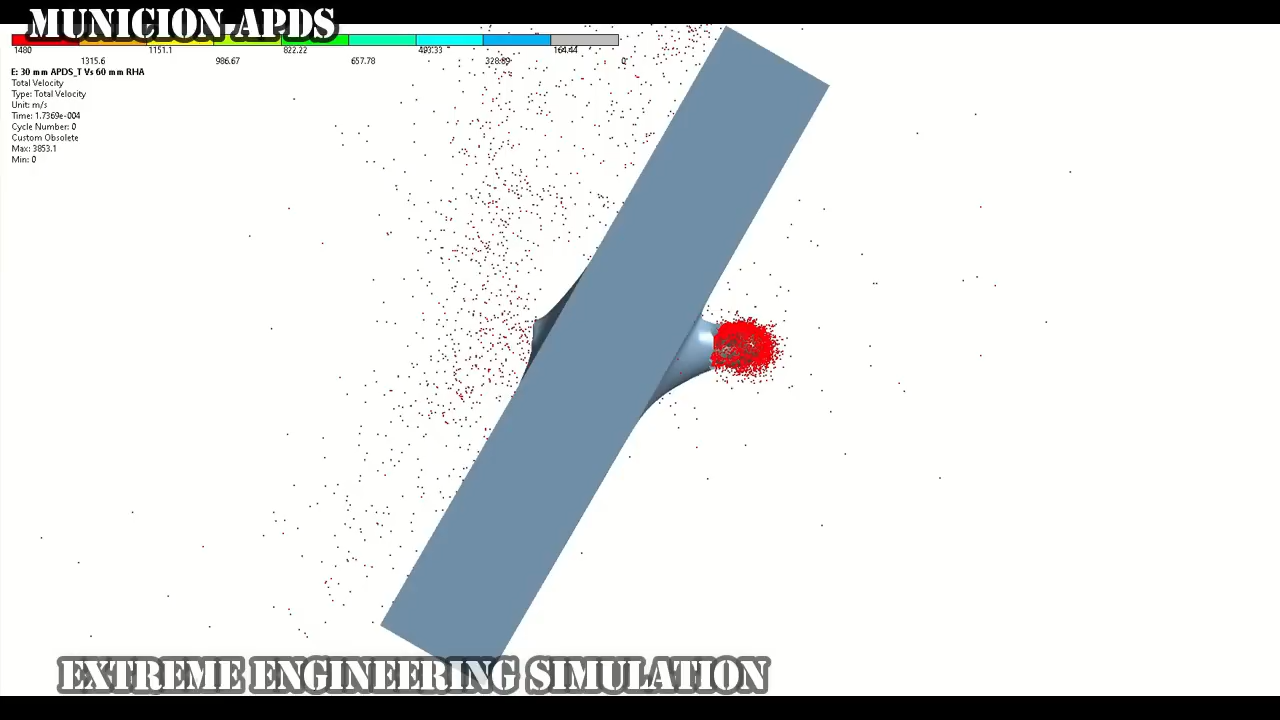 MUNICION APDS
1480 1151.1 822.22 493.33 164.44
1315.6 986.67 657.78 328.89 0
E: 30 mm APDS_T Vs 60 mm RHA
Total Velocity
Type: Total Velocity
Unit: m/s
Time: 1.7369e-004
Cycle Number: 0
Custom Obsolete
Max: 3853.1
Min: 0
EXTREME ENGINEERING SIMULATION